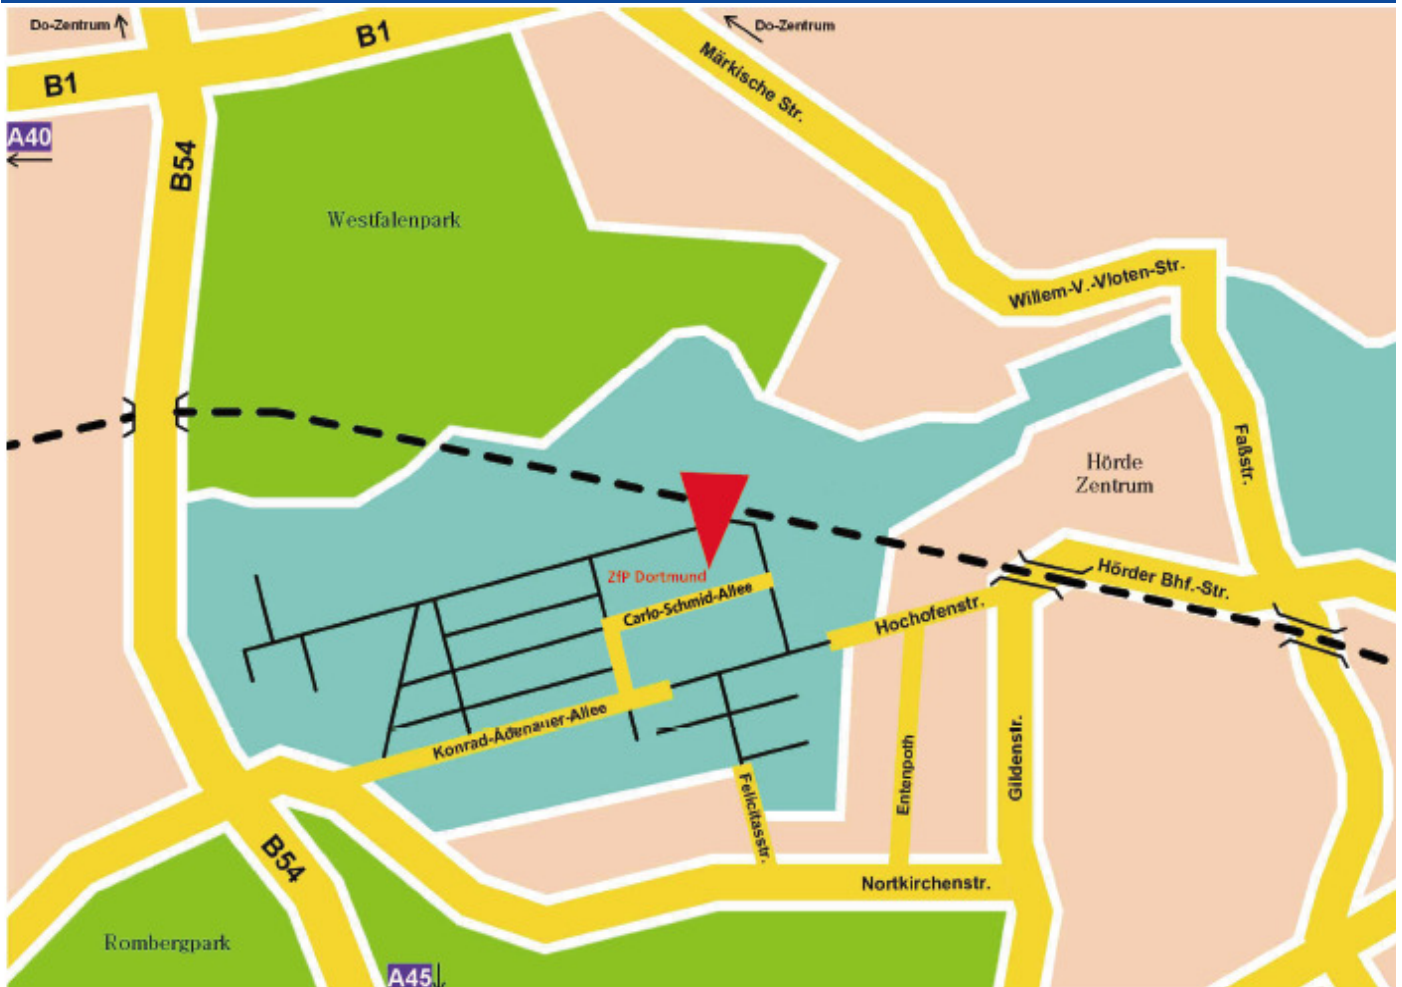 Do-Zentrum
B1
Do-Zentrum
Märkische Str.
B1
A40
B54
Westfalenpark
Willem-V.-Vloten-Str.
Faßstr.
Hörde
Zentrum
ZfP Dortmund
Carlo-Schmid-Allee
Hörder Bhf.-Str.
Hochofenstr.
Konrad-Adenauer-Allee
Felicitasstr.
Entenpoth
Gildenstr.
B54
Nortkirchenstr.
Rombergpark
A45